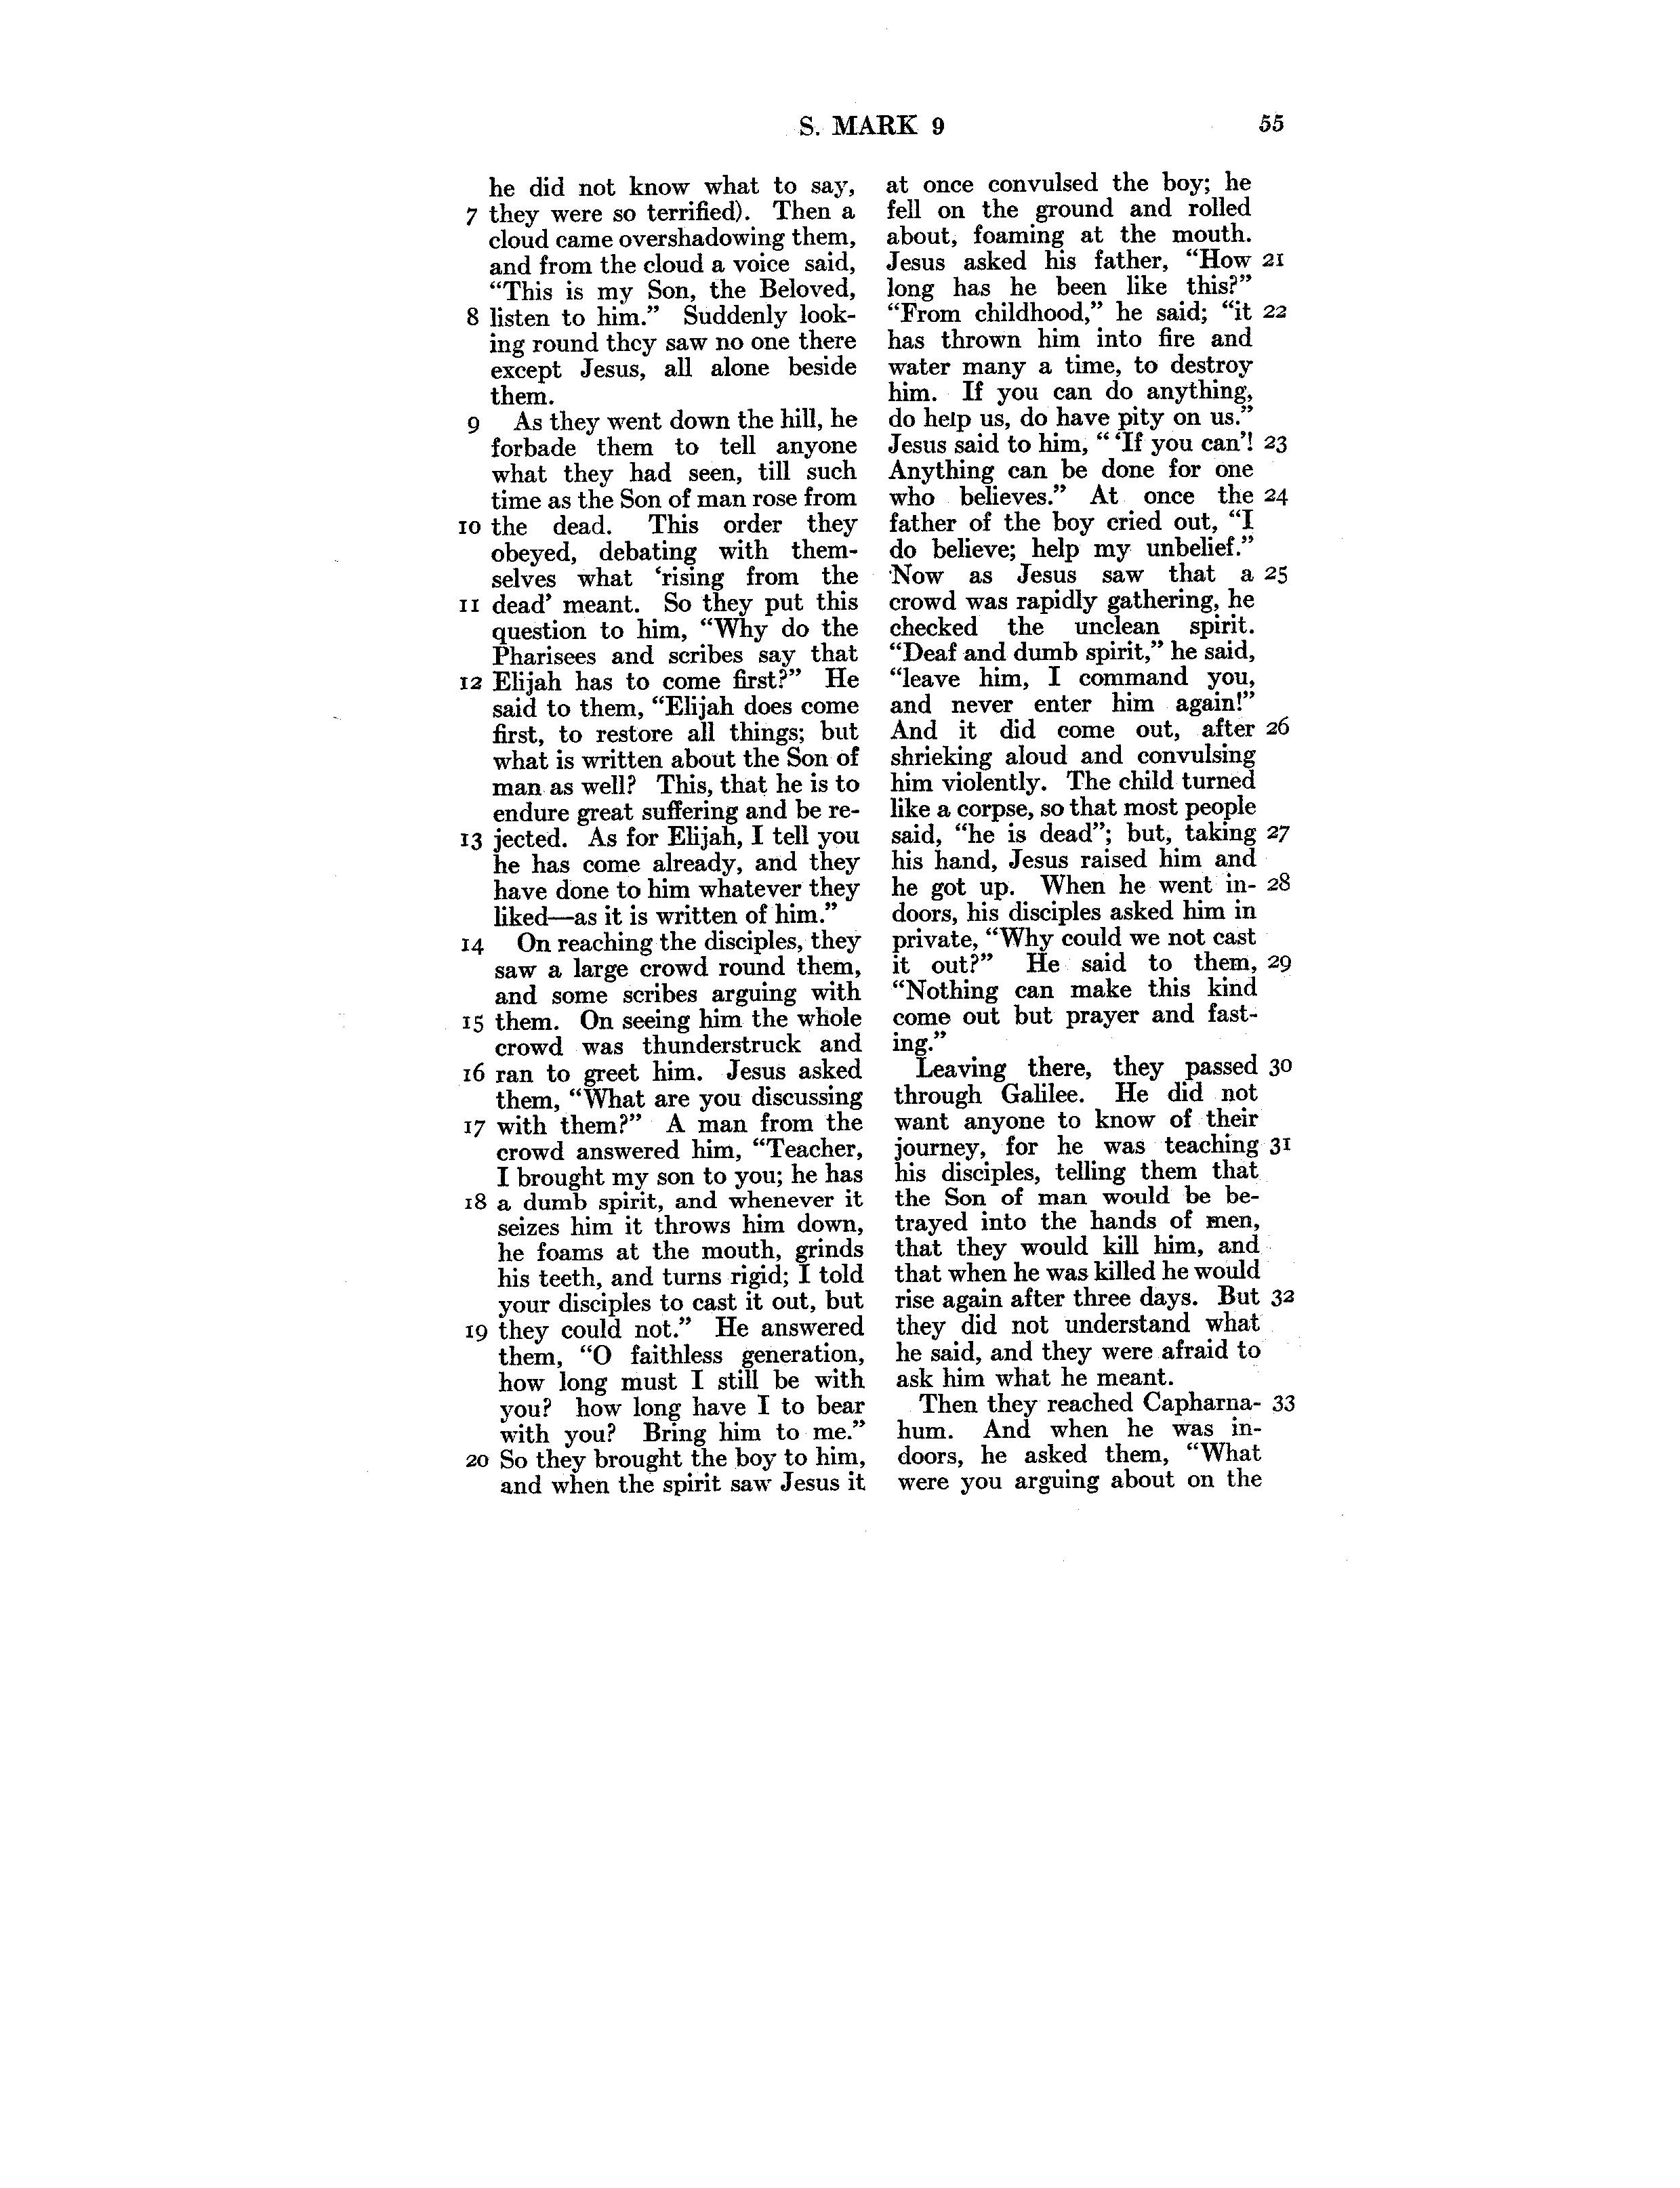 S. MARK 9 55
he did not know what to say,
7 they were so terrified). Then a
cloud came overshadowing them,
and from the cloud a voice said,
“This is my Son, the Beloved,
8 listen to him.” Suddenly look-
ing round they saw no one there
except Jesus, all alone beside
them.
9 As they went down the hill, he
forbade them to tell anyone
what they had seen, till such
time as the Son of man rose from
10 the dead. This order they
obeyed, debating with them-
selves what ‘rising from the
11 dead’ meant. So they put this
question to him, “Why do the
Pharisees and scribes say that
12 Elijah has to come first?” He
said to them, “Elijah does come
first, to restore all things; but
what is written about the Son of
man as well? This, that he is to
endure great suffering and be re-
13 jected. As for Elijah, I tell you
he has come already, and they
have done to him whatever they
liked—as it is written of him.”
14 On reaching the disciples, they
saw a large crowd round them,
and some scribes arguing with
15 them. On seeing him the whole
crowd was thunderstruck and
16 ran to greet him. Jesus asked
them, “What are you discussing
17 with them?” A man from the
crowd answered him, “Teacher,
I brought my son to you; he has
18 a dumb spirit, and whenever it
seizes him it throws him down,
he foams at the mouth, grinds
his teeth, and turns rigid; I told
your disciples to cast it out, but
19 they could not.” He answered
them, “O faithless generation,
how long must I still be with
you? how long have I to bear
with you? Bring him to me.”
20 So they brought the boy to him,
and when the spirit saw Jesus it
at once convulsed the boy; he
fell on the ground and rolled
about, foaming at the mouth.
Jesus asked his father, “How 21
long has he been like this?”
“From childhood,” he said; “it 22
has thrown him into fire and
water many a time, to destroy
him. If you can do anything,
do help us, do have pity on us.”
Jesus said to him, “ ‘If you can’! 23
Anything can be done for one
who believes.” At once the 24
father of the boy cried out, “I
do believe; help my unbelief.”
Now as Jesus saw that a 25
crowd was rapidly gathering, he
checked the unclean spirit.
“Deaf and dumb spirit,” he said,
“leave him, I command you,
and never enter him again!”
And it did come out, after 26
shrieking aloud and convulsing
him violently. The child turned
like a corpse, so that most people
said, “he is dead”; but, taking 27
his hand, Jesus raised him and
he got up. When he went in- 28
doors, his disciples asked him in
private, “Why could we not cast
it out?” He said to them, 29
“Nothing can make this kind
come out but prayer and fast-
ing.”
Leaving there, they passed 30
through Galilee. He did not
want anyone to know of their
journey, for he was teaching 31
his disciples, telling them that
the Son of man would be be-
trayed into the hands of men,
that they would kill him, and
that when he was killed he would
rise again after three days. But 32
they did not understand what
he said, and they were afraid to
ask him what he meant.
Then they reached Capharna- 33
hum. And when he was in-
doors, he asked them, “What
were you arguing about on the